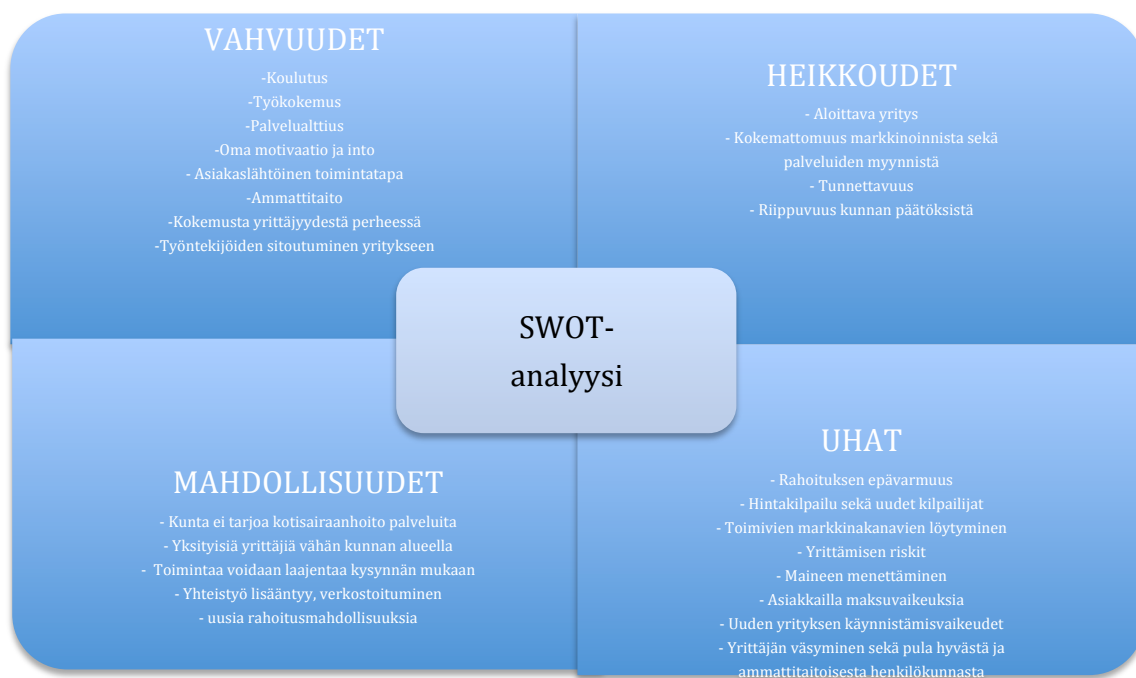 VAHVUUDET
-Koulutus
-Työkokemus
-Palvelualttius
-Oma motivaatio ja into
- Asiakaslähtöinen toimintatapa
-Ammattitaito
-Kokemusta yrittäjyydestä perheessä
-Työntekijöiden sitoutuminen yritykseen
HEIKKOUDET
- Aloittava yritys
- Kokemattomuus markkinoinnista sekä
palveluiden myynnistä
- Tunnettavuus
- Riippuvuus kunnan päätöksistä
SWOT-
analyysi
MAHDOLLISUUDET
- Kunta ei tarjoa kotisairaanhoito palveluita
- Yksityisiä yrittäjiä vähän kunnan alueella
- Toimintaa voidaan laajentaa kysynnän mukaan
- Yhteistyö lisääntyy, verkostoituminen
- uusia rahoitusmahdollisuuksia
UHAT
- Rahoituksen epävarmuus
- Hintakilpailu sekä uudet kilpailijat
- Toimivien markkinakanavien löytyminen
- Yrittämisen riskit
- Maineen menettäminen
- Asiakkailla maksuvaikeuksia
- Uuden yrityksen käynnistämisvaikeudet
- Yrittäjän väsyminen sekä pula hyvästä ja
ammattitaitoisesta henkilökunnasta